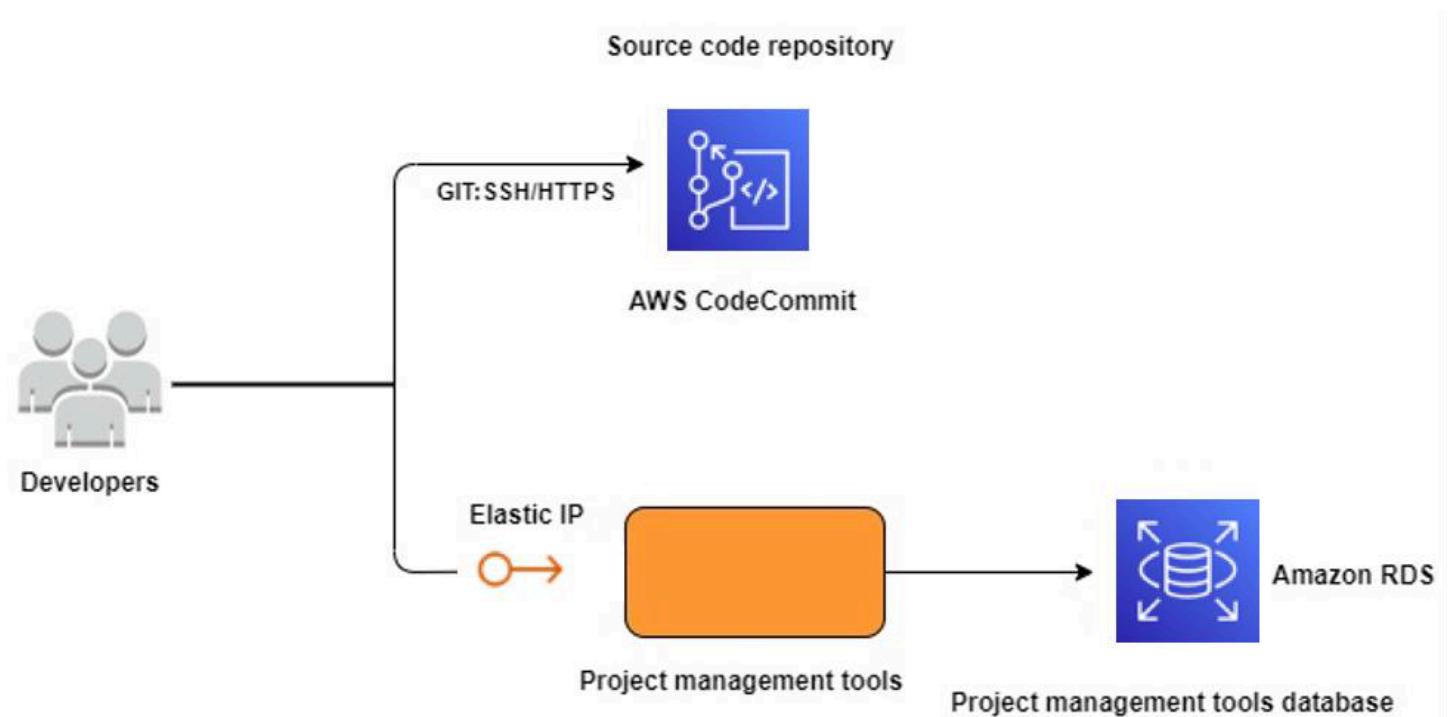 Source code repository
GIT:SSH/HTTPS
</>
AWS CodeCommit
Developers
Elastic IP
Amazon RDS
Project management tools
Project management tools database